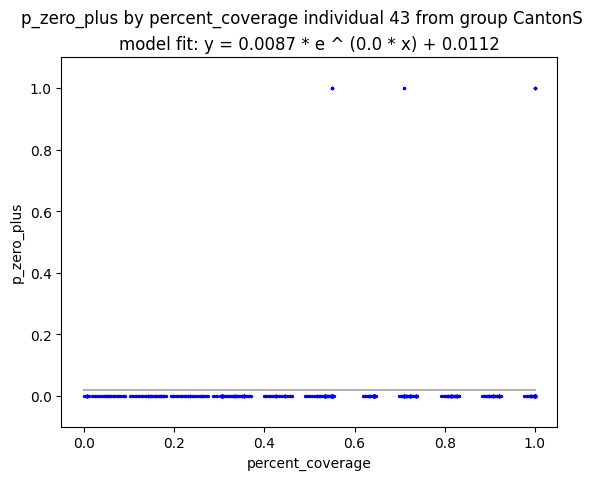 p_zero_plus by percent_coverage individual 43 from group CantonS
model fit: y = 0.0087 * e ^ (0.0 * x) + 0.0112
1.0
0.8
0.6
0.4
0.2
0.0
p_zero_plus
0.0 0.2 0.4 0.6 0.8 1.0
percent_coverage